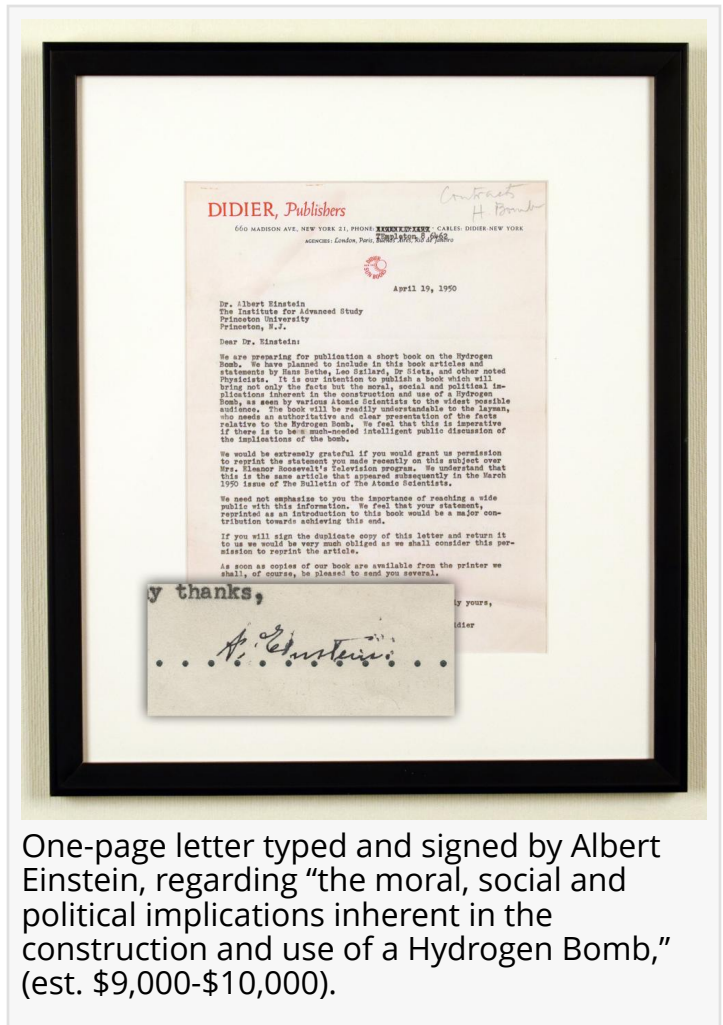 Contracts
H. Bomb
DIDIER, Publishers
660 MADISON AVE, NEW YORK 21, PHONE: TEmpleton 8 6462 - CABLES: DIDIER-NEW YORK
AGENCIES: London, Paris, Buenos Aires, Rio de Janeiro
April 19, 1950
Dr. Albert Einstein
The Institute for Advanced Study
Princeton University
Princeton, N.J.
Dear Dr. Einstein:
We are preparing for publication a short book on the Hydrogen
Bomb. We have planned to include in this book articles and
statements by Hans Bethe, Leo Szilard, Dr Sietz, and other noted
Physicists. It is our intention to publish a book which will
bring not only the facts but the moral, social and political im-
plications inherent in the construction and use of a Hydrogen
Bomb, as seen by various Atomic Scientists to the widest possible
audience. The book will be readily understandable to the layman,
who needs an authoritative and clear presentation of the facts
relative to the Hydrogen Bomb. We feel that this is imperative
if there is to be a much-needed intelligent public discussion of
the implications of the bomb.
We would be extremely grateful if you would grant us permission
to reprint the statement you made recently on this subject over
Mrs. Eleanor Roosevelt's Television program. We understand that
this is the same article that appeared subsequently in the March
1950 issue of The Bulletin of The Atomic Scientists.
We need not emphasize to you the importance of reaching a wide
public with this information. We feel that your statement,
reprinted as an introduction to this book would be a major con-
tribution towards achieving this end.
If you will sign the duplicate copy of this letter and return it
to us we would be very much obliged as we shall consider this per-
mission to reprint the article.
As soon as copies of our book are available from the printer we
shall, of course, be pleased to send you several.
y thanks,
ly yours,
idier
A. Einstein.
One-page letter typed and signed by Albert
Einstein, regarding “the moral, social and
political implications inherent in the
construction and use of a Hydrogen Bomb,”
(est. $9,000-$10,000).